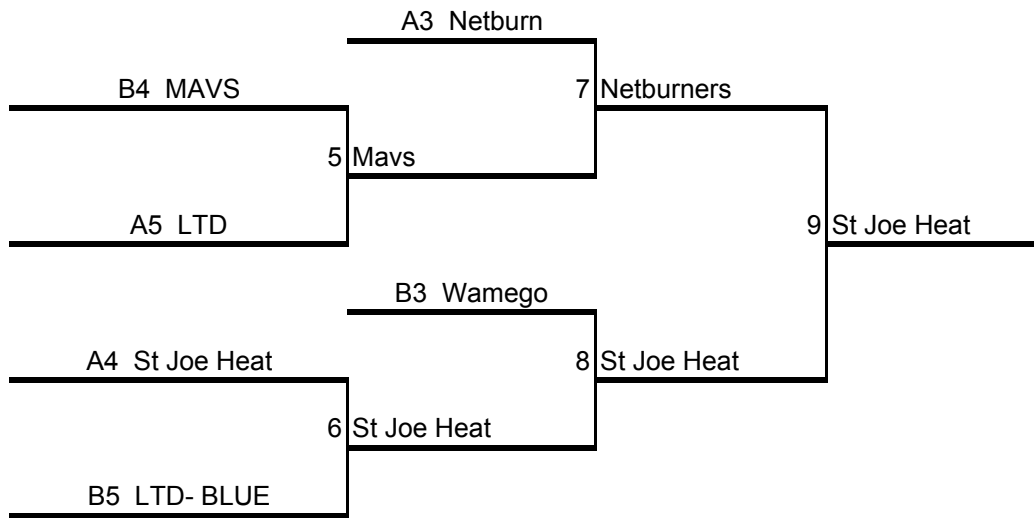 A3 Netburn
B4 MAVS
7 Netburners
5 Mavs
A5 LTD
9 St Joe Heat
B3 Wamego
A4 St Joe Heat
8 St Joe Heat
6 St Joe Heat
B5 LTD- BLUE